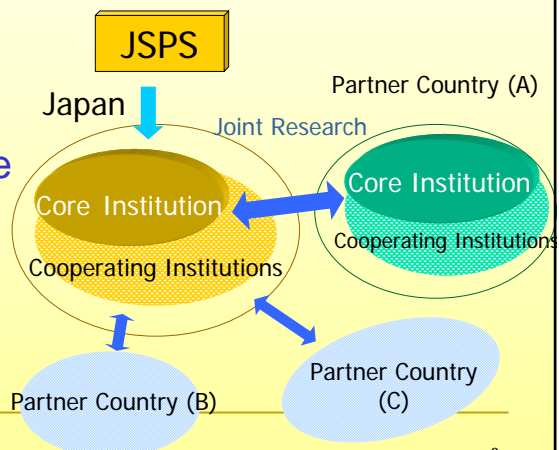 JSPS
Partner Country (A)
Japan
Joint Research
e
Core Institution
Core Institution
Cooperating Institutions
Cooperating Institutions
Partner Country (B)
Partner Country
(C)